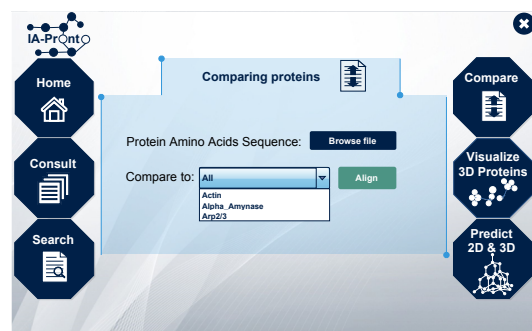 IA-Pronto
Home
Consult
Search
Comparing proteins
Protein Amino Acids Sequence: Browse file
Compare to: All Align
Actin
Alpha_Amynase
Arp2/3
Compare
Visualize
3D Proteins
Predict
2D & 3D